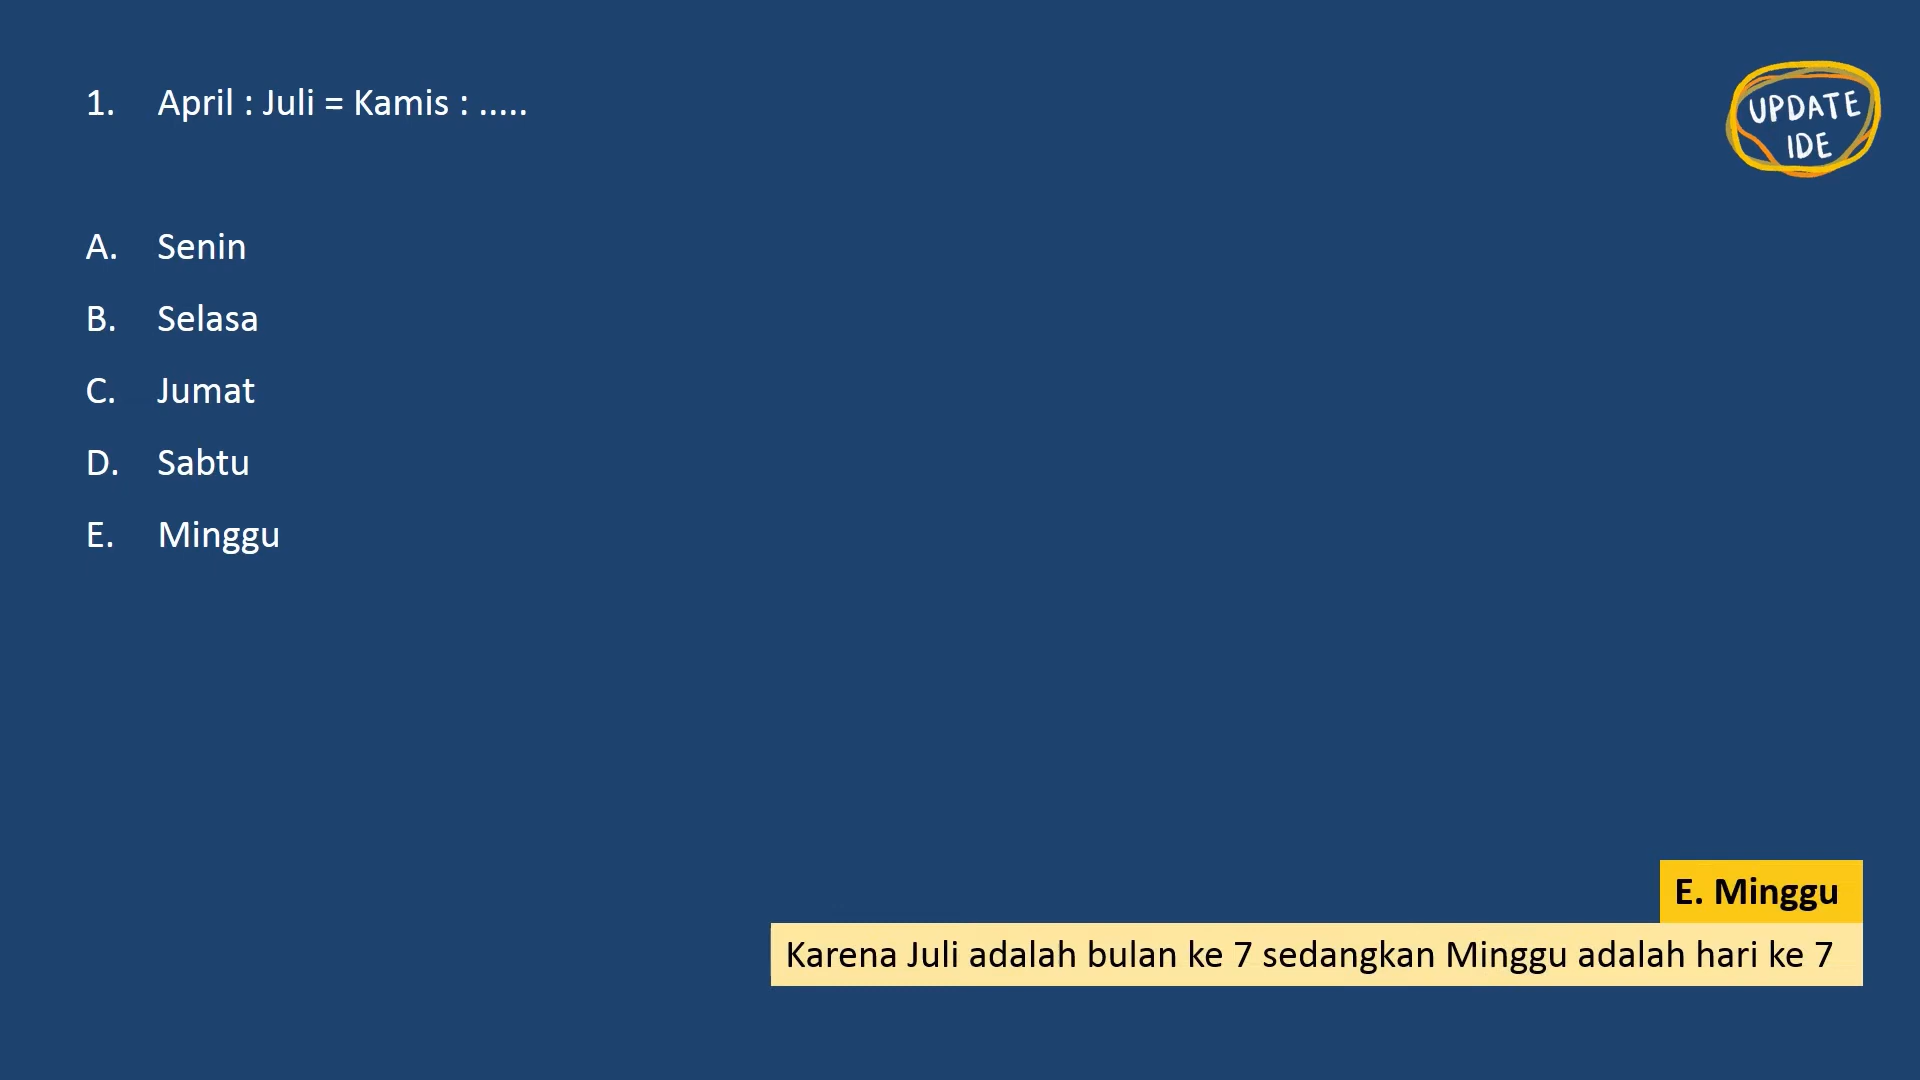 1. April : Juli = Kamis : .....
UPDATE
IDE
A. Senin
B. Selasa
C. Jumat
D. Sabtu
E. Minggu
E. Minggu
Karena Juli adalah bulan ke 7 sedangkan Minggu adalah hari ke 7